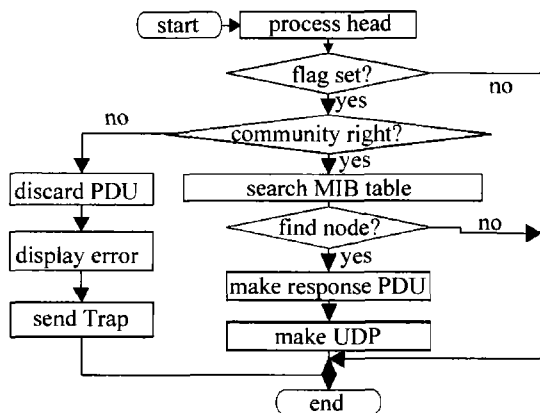 start
process head
flag set?
no
yes
no
community right?
yes
discard PDU
search MIB table
find node?
no
display error
yes
make response PDU
send Trap
make UDP
end